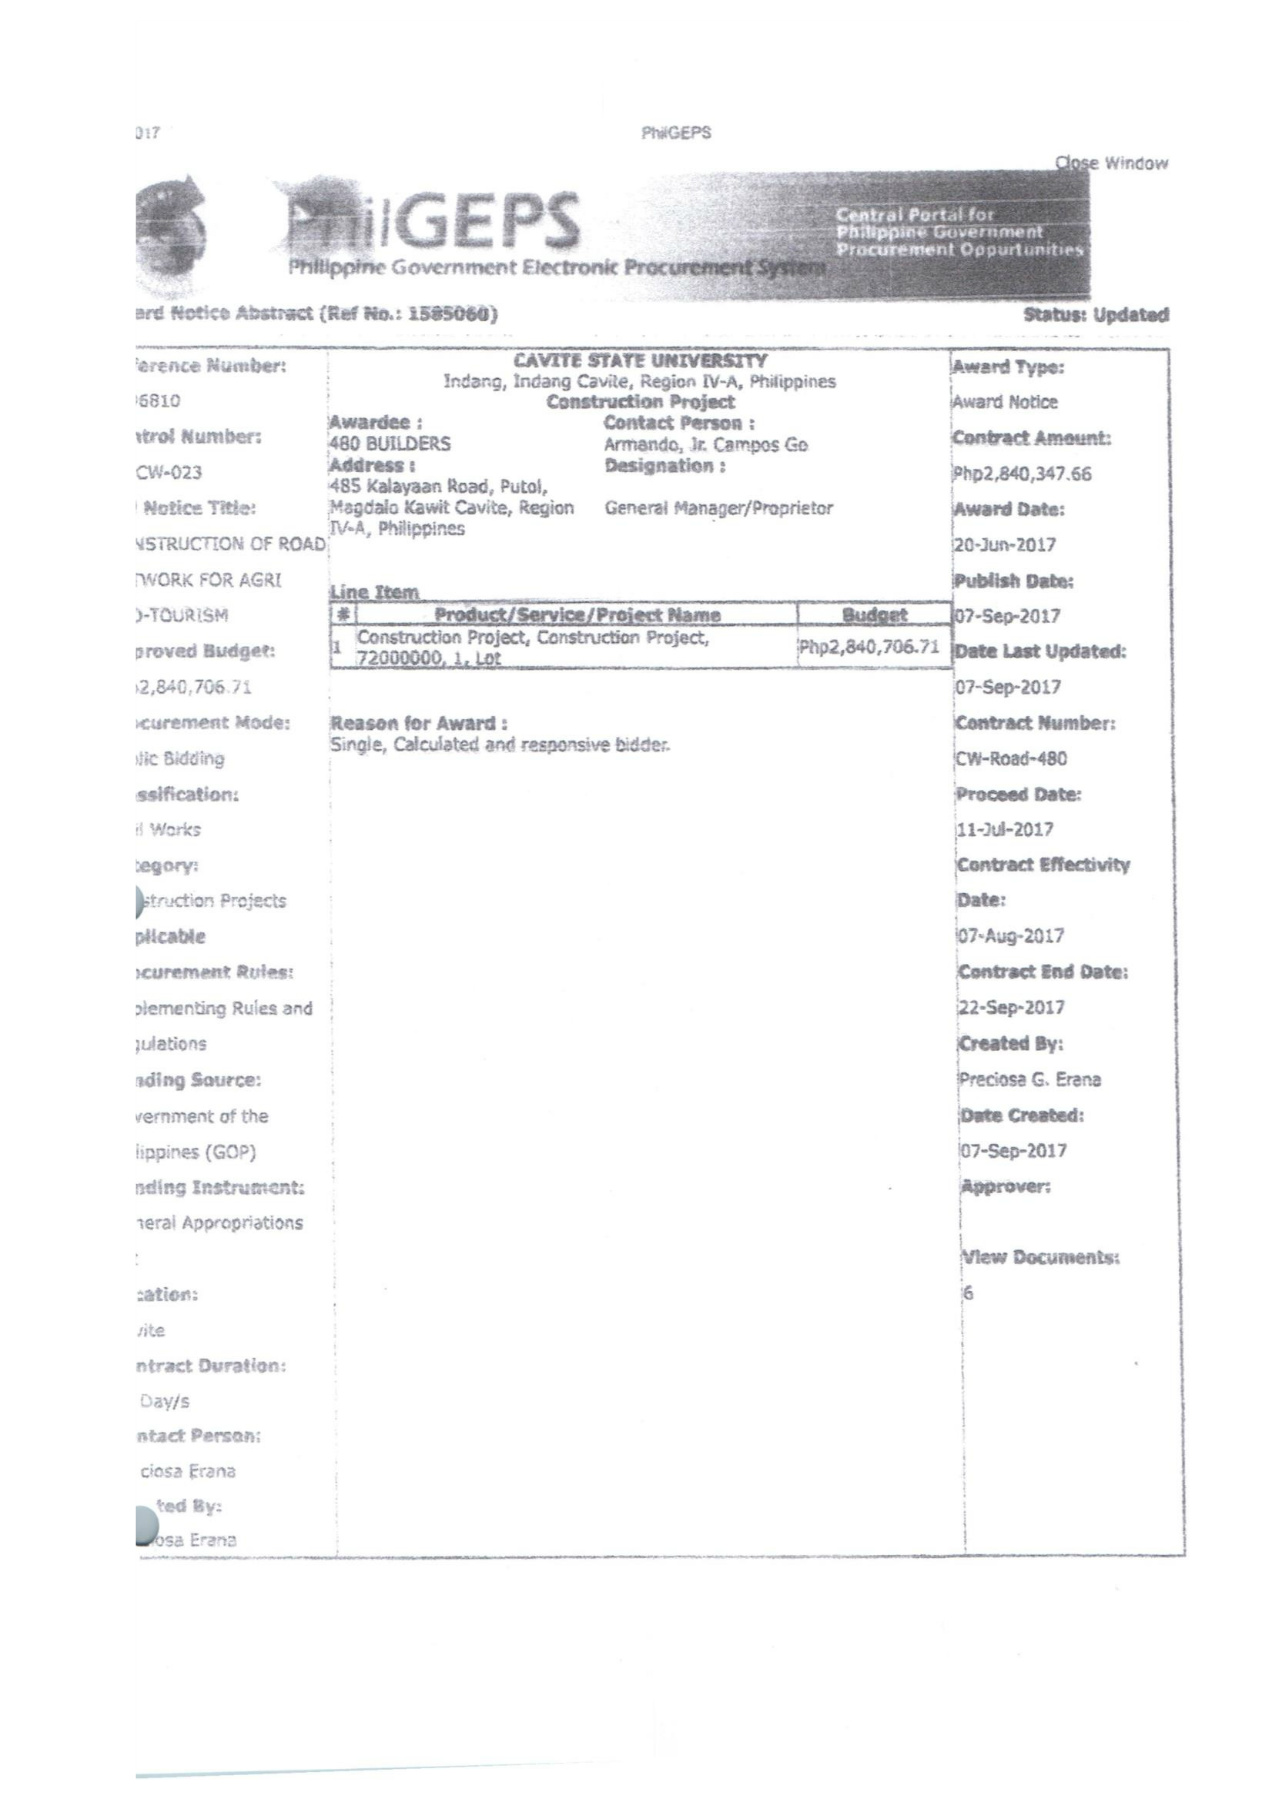 017
PhilGEPS
Close Window
PhilGEPS
Philippine Government Electronic Procurement System
Central Portal for
Philippine Government
Procurement Oppurtunities
ard Notice Abstract (Ref No.: 1585060)
Status: Updated
erence Number:
6810
ntrol Number:
CW-023
Notice Title:
NSTRUCTION OF ROAD
TWORK FOR AGRI
O-TOURISM
proved Budget:
2,840,706.71
ocurement Mode:
lic Bidding
ssification:
il Works
tegory:
struction Projects
plicable
ocurement Rules:
plementing Rules and
gulations
nding Source:
vernment of the
lippines (GOP)
nding Instrument:
neral Appropriations
:
cation:
vite
ntract Duration:
Day/s
ntact Person:
ciosa Erana
ted By:
iosa Erana
CAVITE STATE UNIVERSITY
Indang, Indang Cavite, Region IV-A, Philippines
Construction Project
Awardee :
480 BUILDERS
Address :
485 Kalayaan Road, Putol,
Magdalo Kawit Cavite, Region
IV-A, Philippines
Contact Person :
Armando, Jr. Campos Go
Designation :
General Manager/Proprietor
Line Item
# Product/Service/Project Name Budget
1 Construction Project, Construction Project,
72000000, 1, Lot
Php2,840,706.71
Reason for Award :
Single, Calculated and responsive bidder.
Award Type:
Award Notice
Contract Amount:
Php2,840,347.66
Award Date:
20-Jun-2017
Publish Date:
07-Sep-2017
Date Last Updated:
07-Sep-2017
Contract Number:
CW-Road-480
Proceed Date:
11-Jul-2017
Contract Effectivity
Date:
07-Aug-2017
Contract End Date:
22-Sep-2017
Created By:
Preciosa G. Erana
Date Created:
07-Sep-2017
Approver:
View Documents:
6